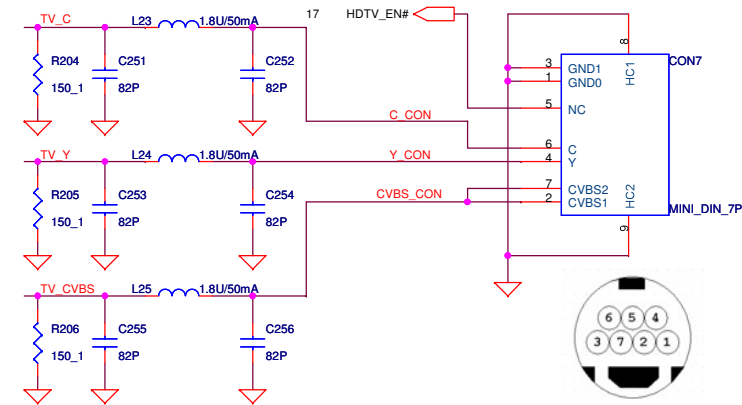 TV_C L23 1.8U/50mA 17 HDTV_EN#
8
R204 C251 C252 CON7
150_1 82P 82P
3 GND1 HC1
1 GND0
5 NC
C_CON
6 C
TV_Y L24 1.8U/50mA Y_CON 4 Y
R205 C253 C254 CVBS_CON 7 CVBS2
150_1 82P 82P 2 CVBS1 HC2 MINI_DIN_7P
9
TV_CVBS L25 1.8U/50mA
R206 C255 C256
150_1 82P 82P
6 5 4
3 7 2 1